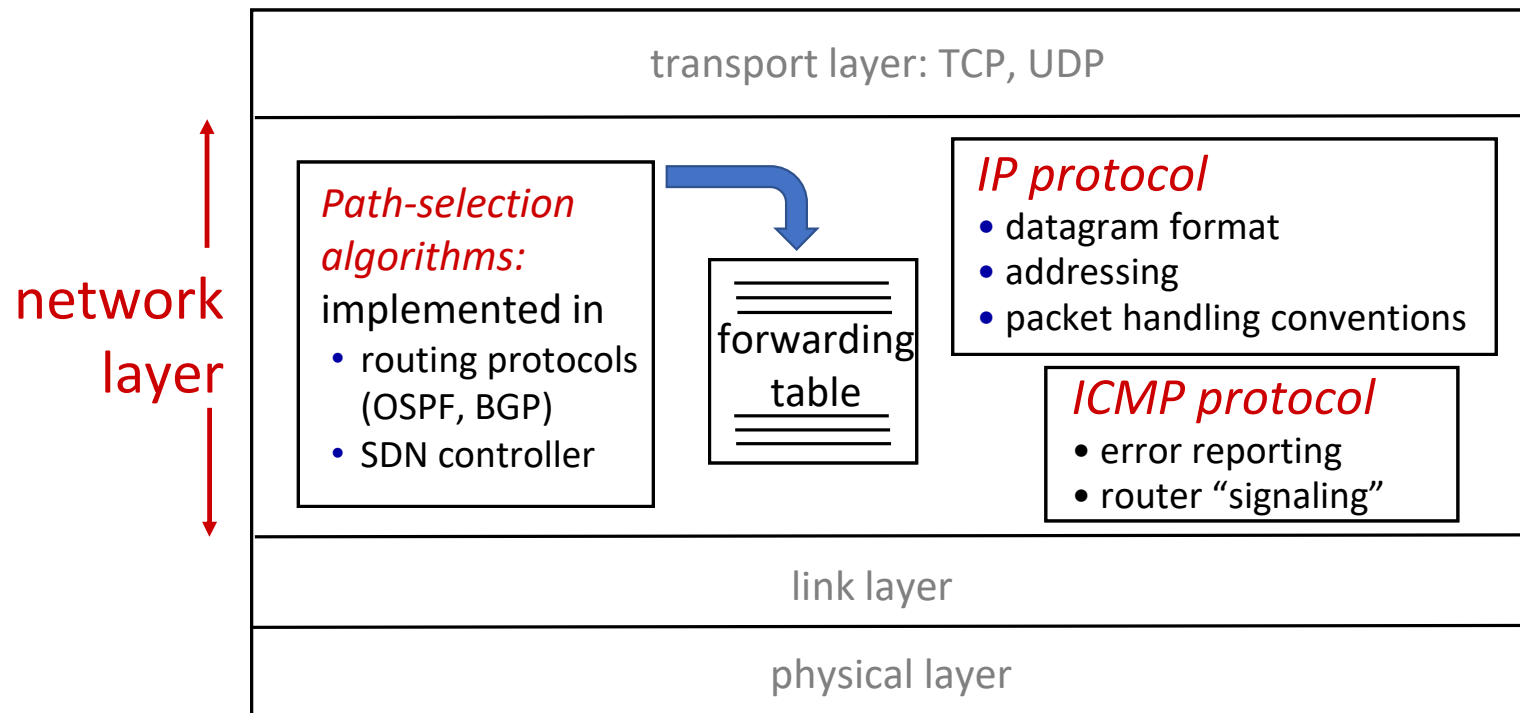 transport layer: TCP, UDP
network
layer
Path-selection
algorithms:
implemented in
• routing protocols
(OSPF, BGP)
• SDN controller
forwarding
table
IP protocol
• datagram format
• addressing
• packet handling conventions
ICMP protocol
• error reporting
• router “signaling”
link layer
physical layer